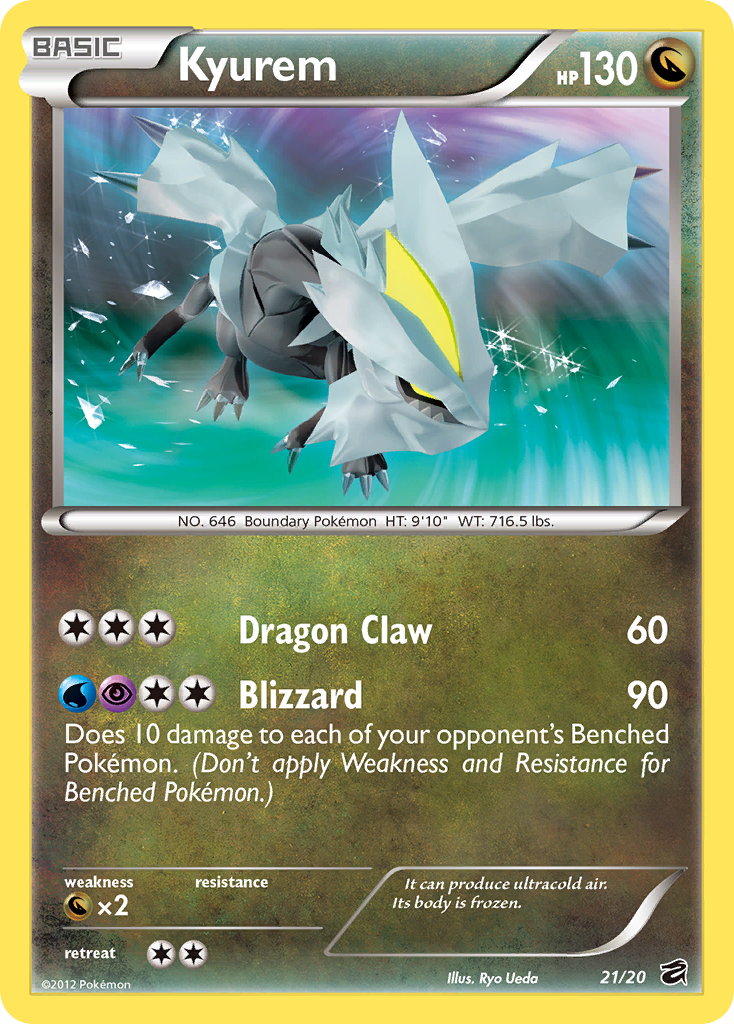 BASIC
Kyurem
HP130
NO. 646 Boundary Pokémon HT: 9'10" WT: 716.5 lbs.
Dragon Claw 60
Blizzard 90
Does 10 damage to each of your opponent's Benched
Pokémon. (Don't apply Weakness and Resistance for
Benched Pokémon.)
weakness resistance
×2
It can produce ultracold air.
Its body is frozen.
retreat
©2012 Pokémon
Illus. Ryo Ueda
21/20